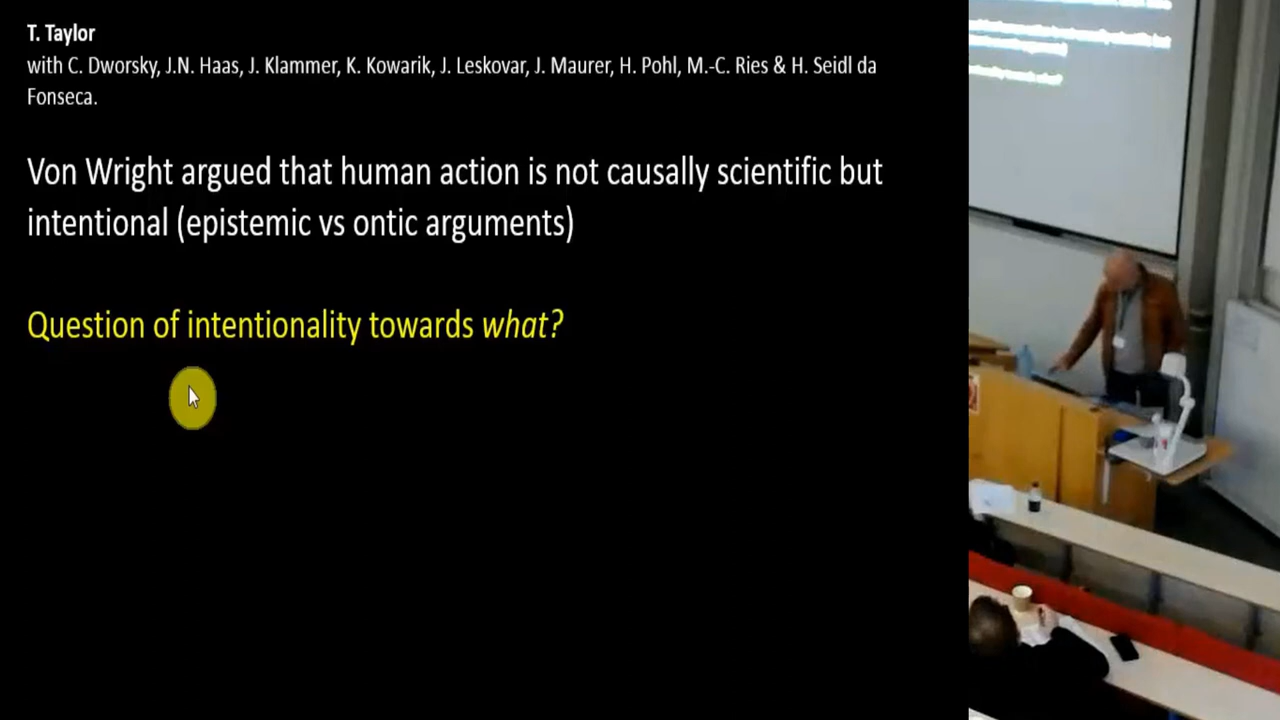 T. Taylor
with C. Dworsky, J.N. Haas, J. Klammer, K. Kowarik, J. Leskovar, J. Maurer, H. Pohl, M.-C. Ries & H. Seidl da
Fonseca.
Von Wright argued that human action is not causally scientific but
intentional (epistemic vs ontic arguments)
Question of intentionality towards what?